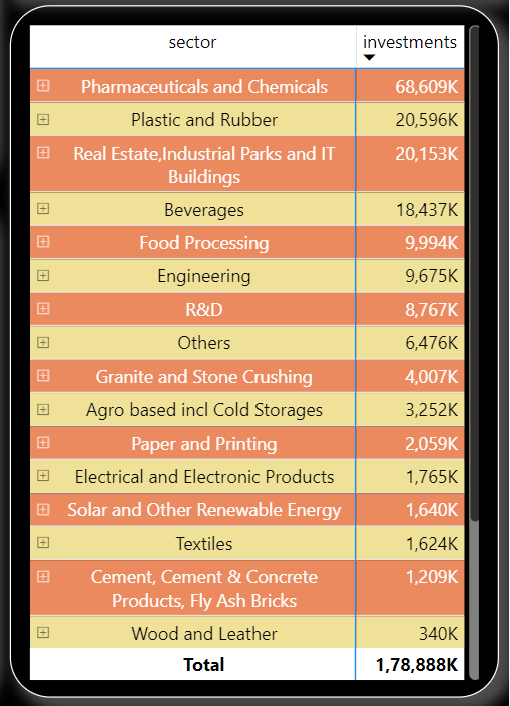 sector investments
Pharmaceuticals and Chemicals 68,609K
Plastic and Rubber 20,596K
Real Estate,Industrial Parks and IT 20,153K
Buildings
Beverages 18,437K
Food Processing 9,994K
Engineering 9,675K
R&D 8,767K
Others 6,476K
Granite and Stone Crushing 4,007K
Agro based incl Cold Storages 3,252K
Paper and Printing 2,059K
Electrical and Electronic Products 1,765K
Solar and Other Renewable Energy 1,640K
Textiles 1,624K
Cement, Cement & Concrete 1,209K
Products, Fly Ash Bricks
Wood and Leather 340K
Total 1,78,888K